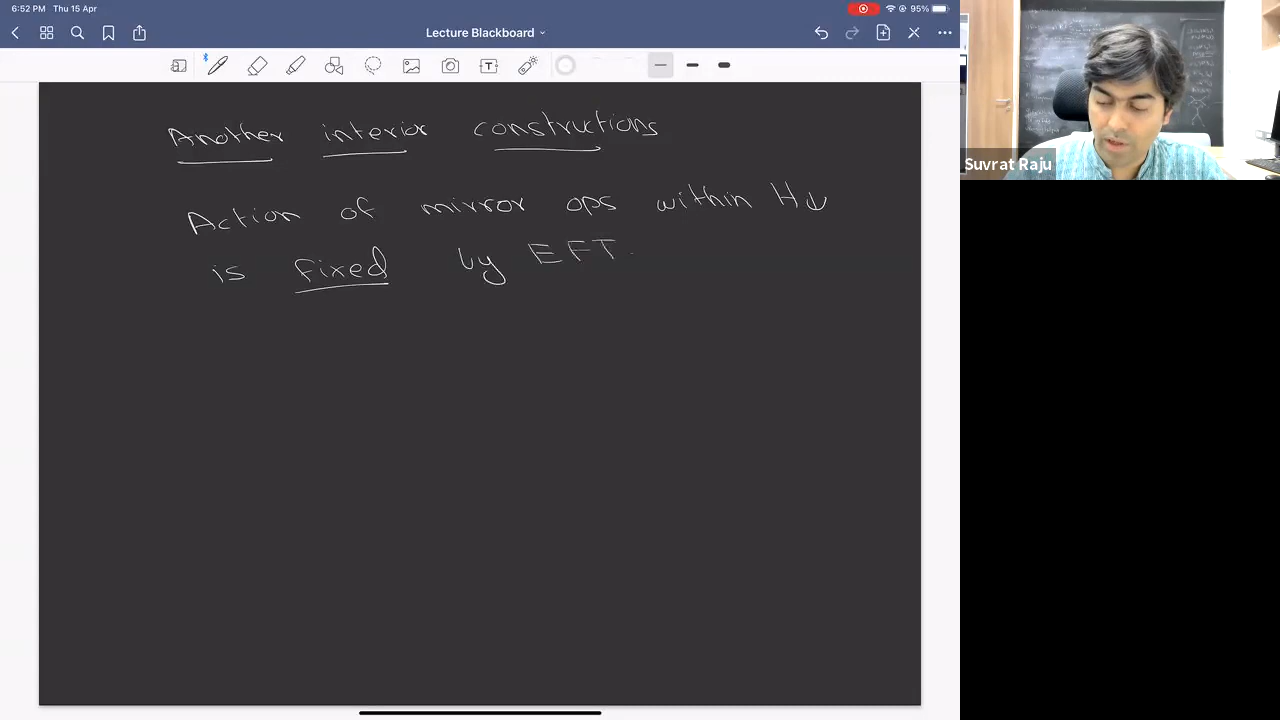 6:52 PM Thu 15 Apr
95%
Lecture Blackboard
T
Another interior constructions
Action of mirror ops within H↓
is fixed by EFT.
Suvrat Raju